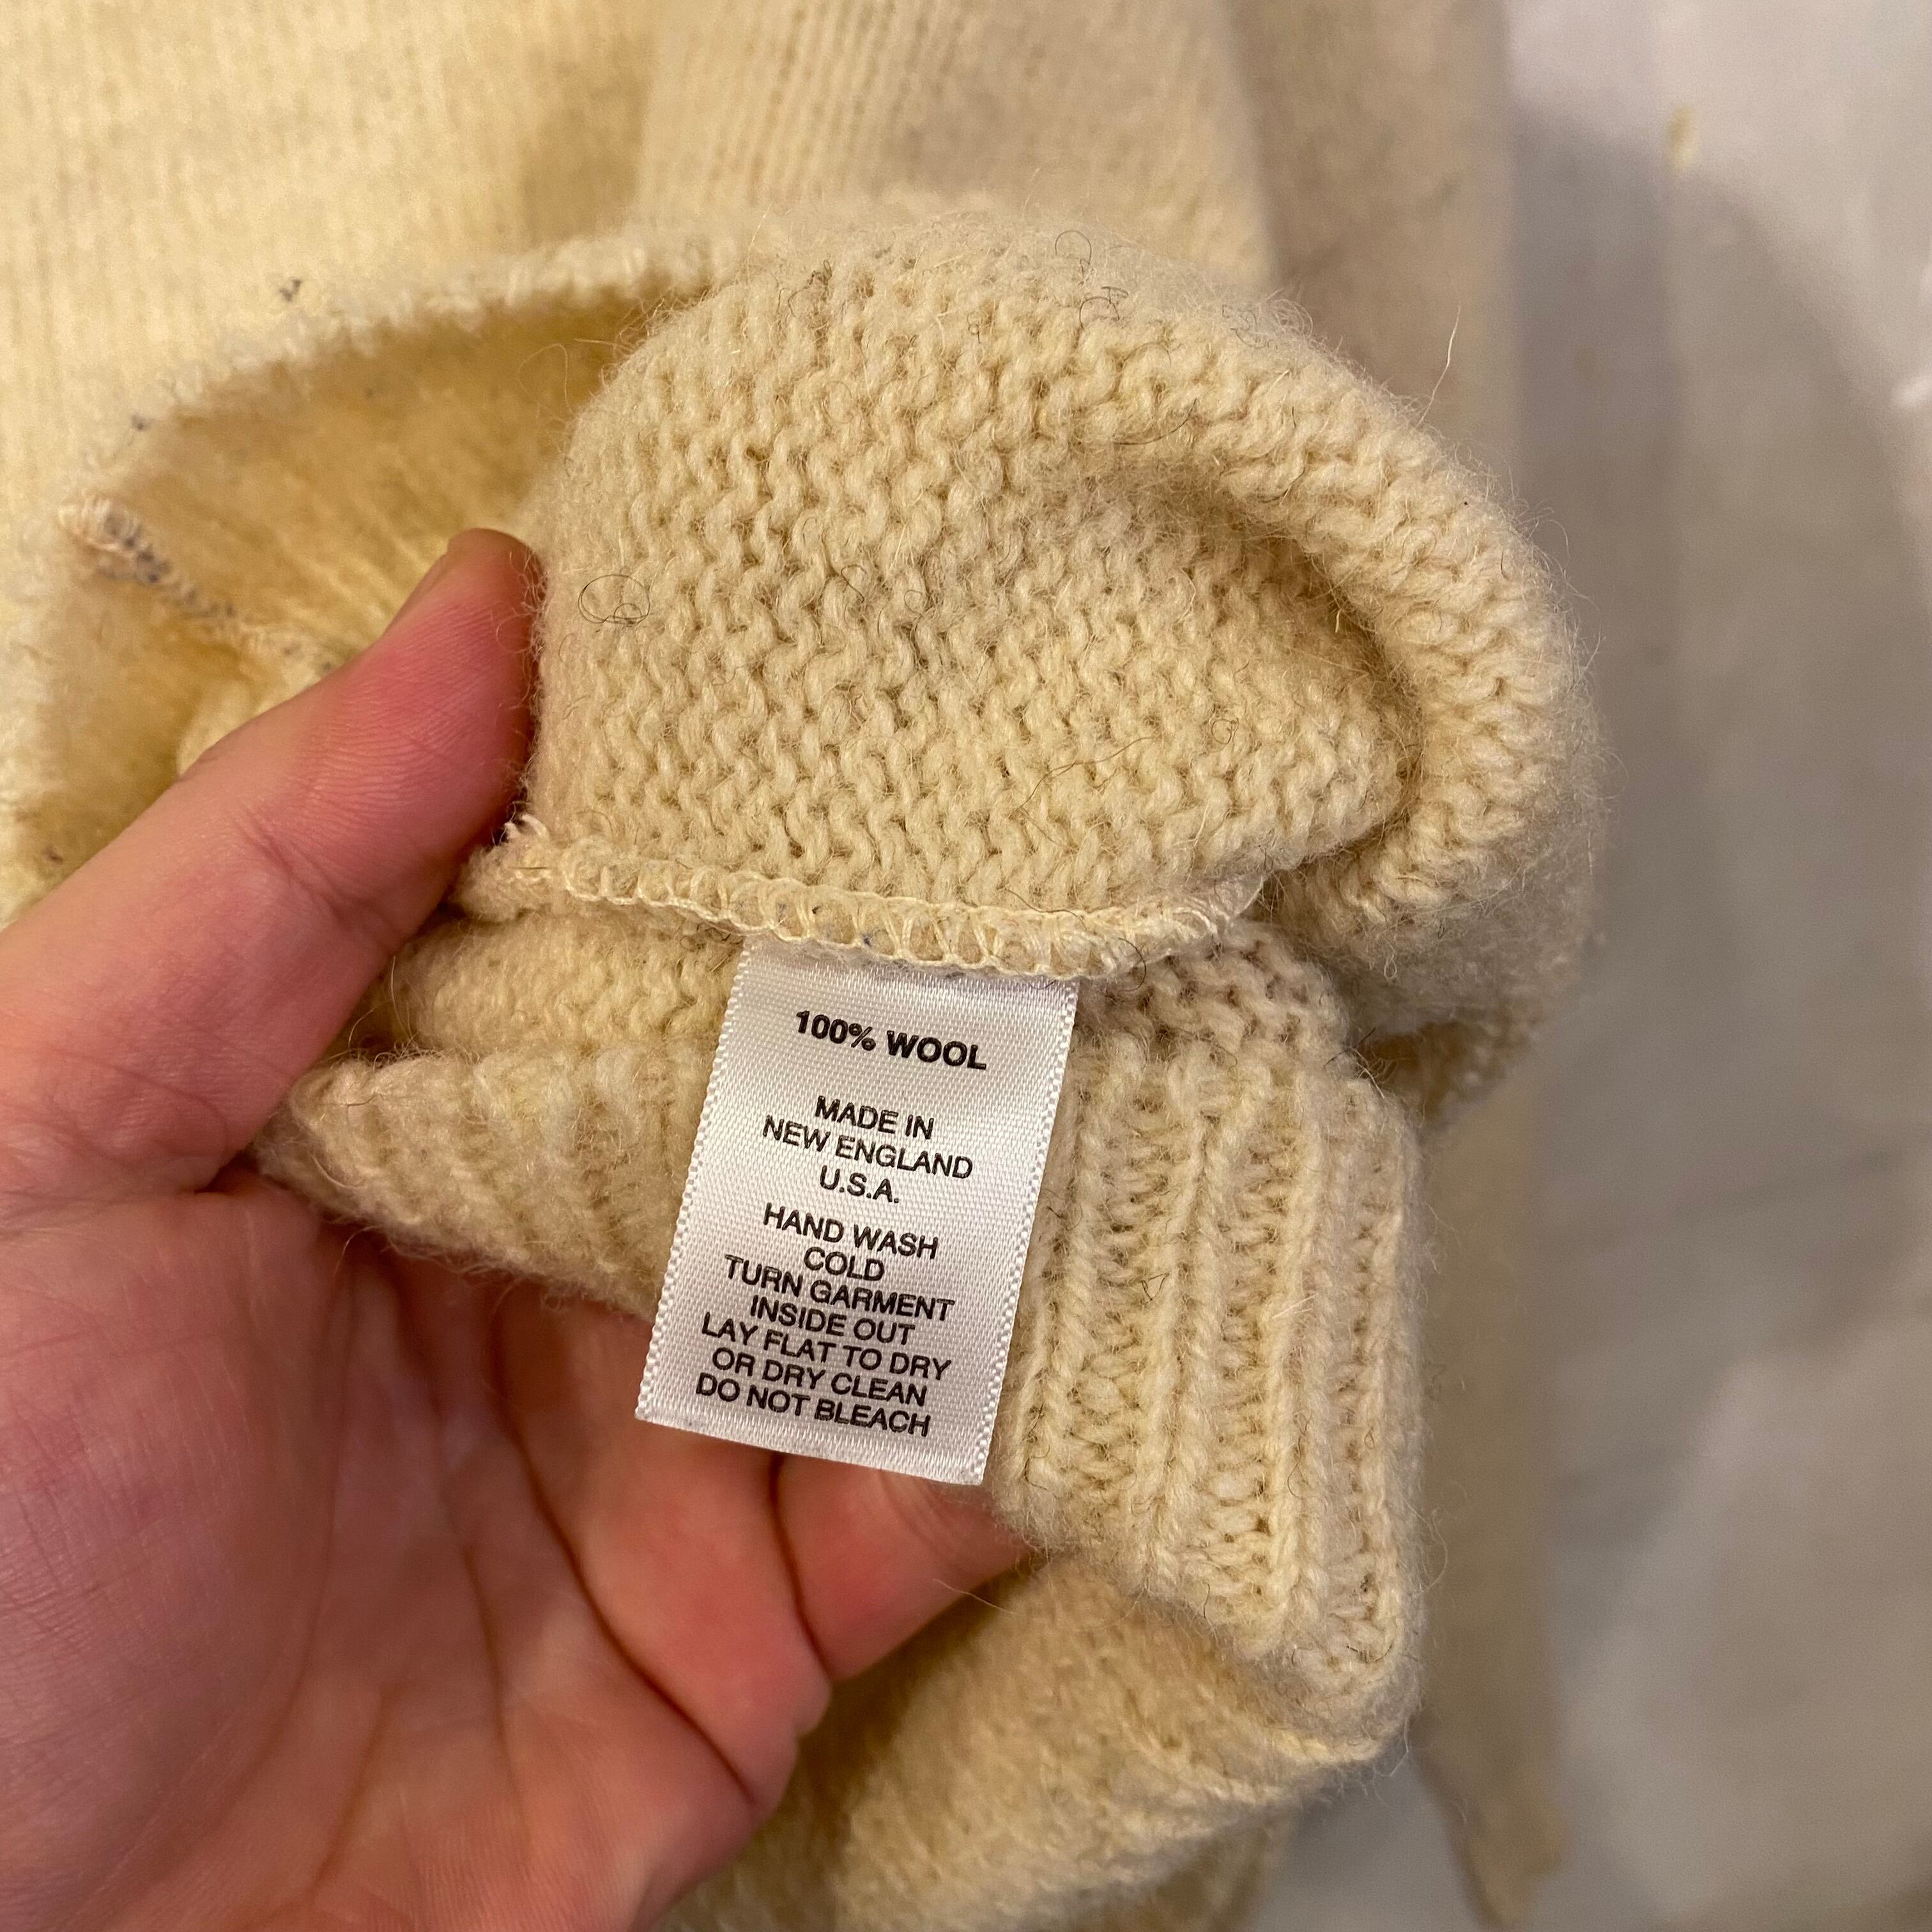 100% WOOL
MADE IN
NEW ENGLAND
U.S.A.
HAND WASH
COLD
TURN GARMENT
INSIDE OUT
LAY FLAT TO DRY
OR DRY CLEAN
DO NOT BLEACH